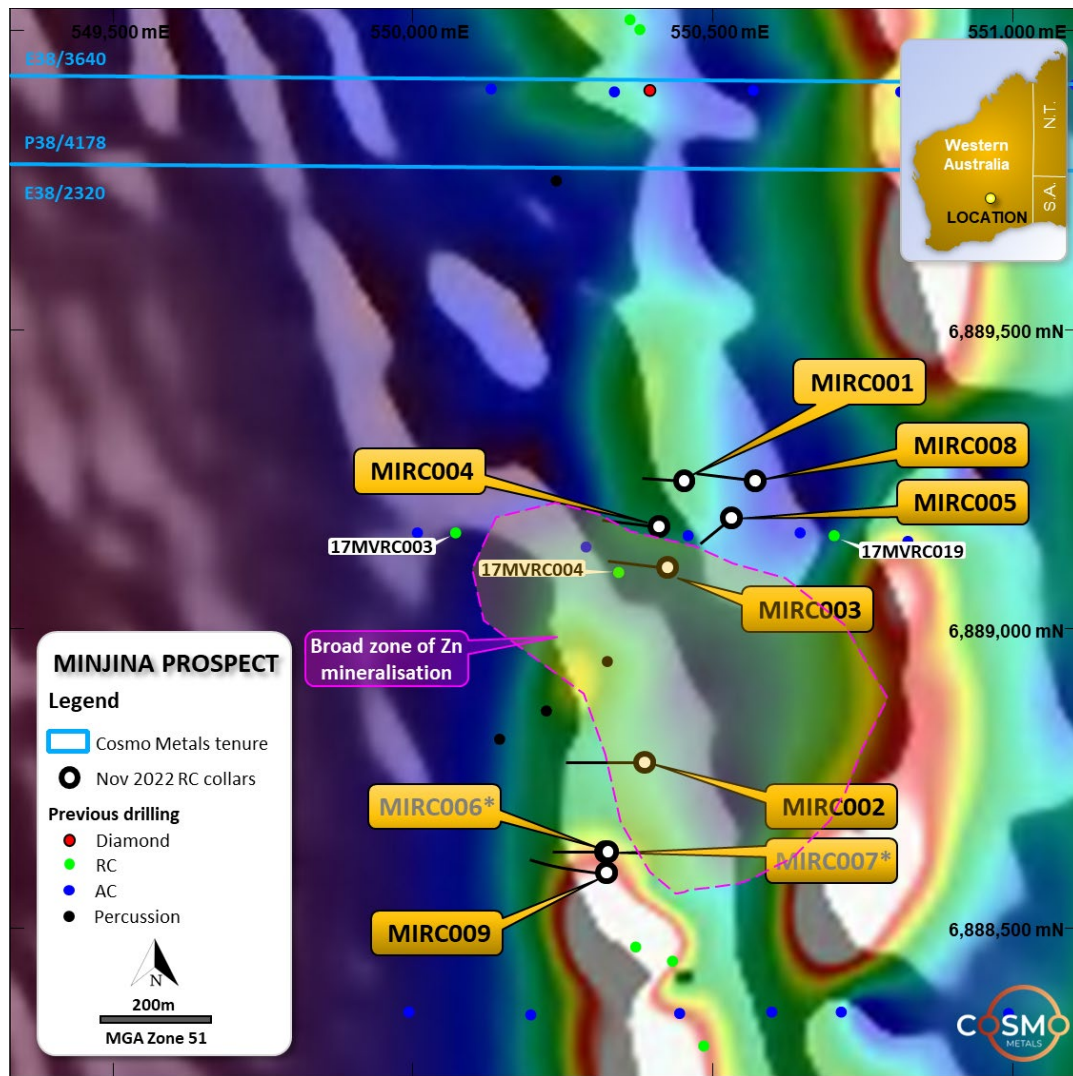 549,500 mE
550,000 mE
550,500 mE
551,000 mE
E38/3640
P38/4178
E38/2320
Western
Australia
N.T.
S.A.
LOCATION
6,889,500 mN
MIRC001
MIRC008
MIRC004
MIRC005
17MVRC003
17MVRC019
17MVRC004
MIRC003
Broad zone of Zn
mineralisation
6,889,000 mN
MIRC006*
MIRC002
MIRC007*
MIRC009
6,888,500 mN
MINJINA PROSPECT
Legend
Cosmo Metals tenure
Nov 2022 RC collars
Previous drilling
Diamond
RC
AC
Percussion
N
200m
MGA Zone 51
COSMO
METALS